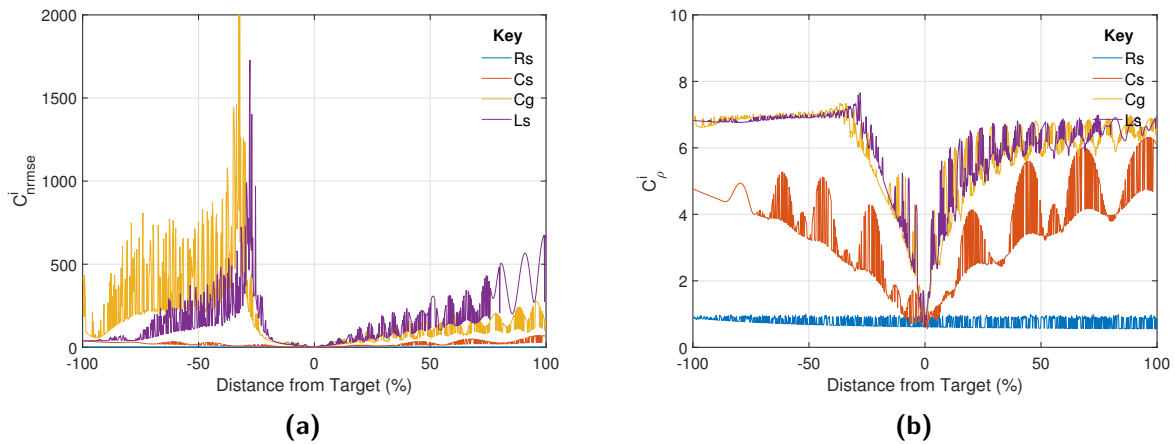 2000
1500
1000
500
0
C^i_nrmse
-100 -50 0 50 100
Distance from Target (%)
Key
Rs
Cs
Cg
Ls
(a)
10
8
6
4
2
0
C^i_ρ
-100 -50 0 50 100
Distance from Target (%)
Key
Rs
Cs
Cg
Ls
(b)